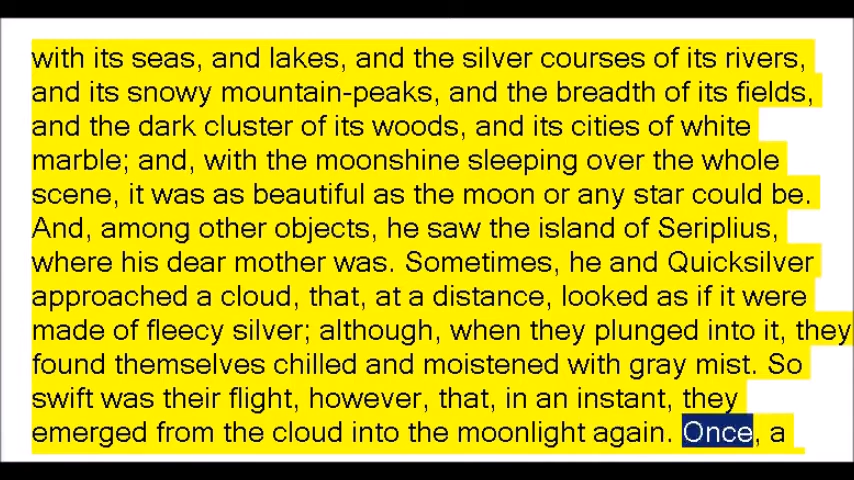 with its seas, and lakes, and the silver courses of its rivers,
and its snowy mountain-peaks, and the breadth of its fields,
and the dark cluster of its woods, and its cities of white
marble; and, with the moonshine sleeping over the whole
scene, it was as beautiful as the moon or any star could be.
And, among other objects, he saw the island of Seriplius,
where his dear mother was. Sometimes, he and Quicksilver
approached a cloud, that, at a distance, looked as if it were
made of fleecy silver; although, when they plunged into it, they
found themselves chilled and moistened with gray mist. So
swift was their flight, however, that, in an instant, they
emerged from the cloud into the moonlight again. Once, a